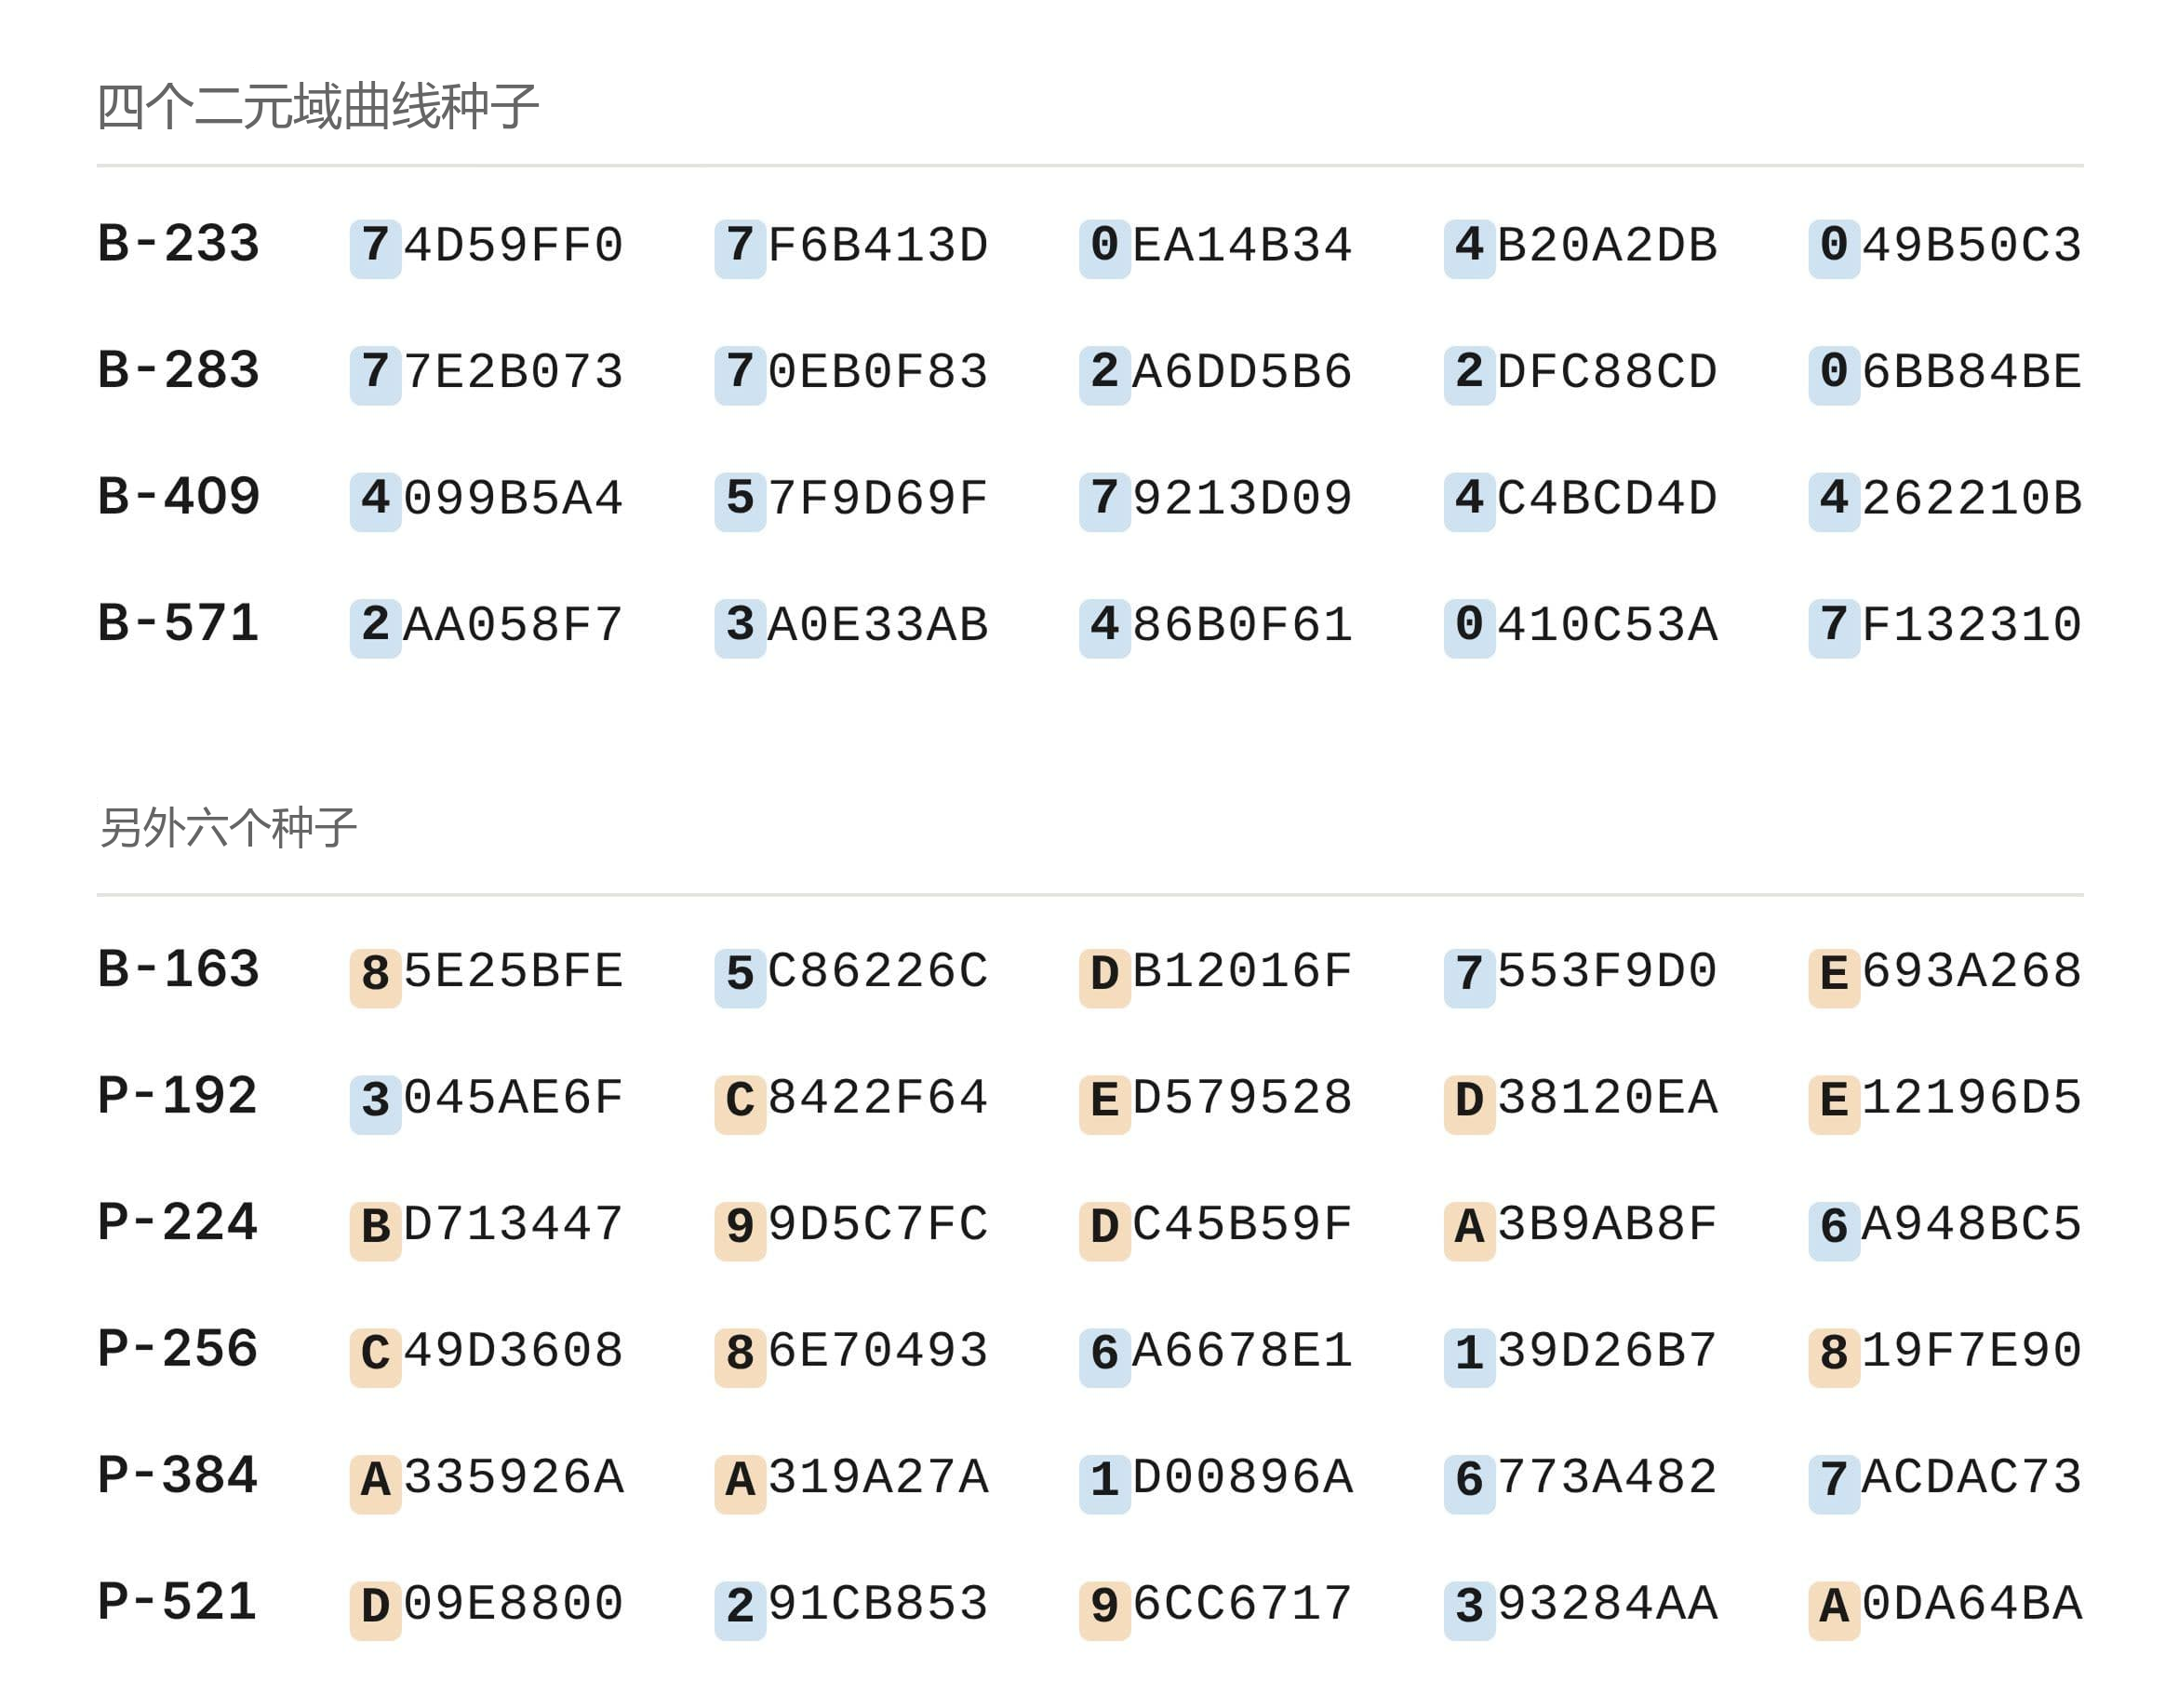 四个二元域曲线种子
B-233 74D59FF0 7F6B413D 0EA14B34 4B20A2DB 049B50C3
B-283 77E2B073 70EB0F83 2A6DD5B6 2DFC88CD 06BB84BE
B-409 4099B5A4 57F9D69F 79213D09 4C4BCD4D 4262210B
B-571 2AA058F7 3A0E33AB 486B0F61 0410C53A 7F132310
另外六个种子
B-163 85E25BFE 5C86226C DB12016F 7553F9D0 E693A268
P-192 3045AE6F C8422F64 ED579528 D38120EA E12196D5
P-224 BD713447 99D5C7FC DC45B59F A3B9AB8F 6A948BC5
P-256 C49D3608 86E70493 6A6678E1 139D26B7 819F7E90
P-384 A335926A A319A27A 1D00896A 6773A482 7ACDAC73
P-521 D09E8800 291CB853 96CC6717 393284AA A0DA64BA